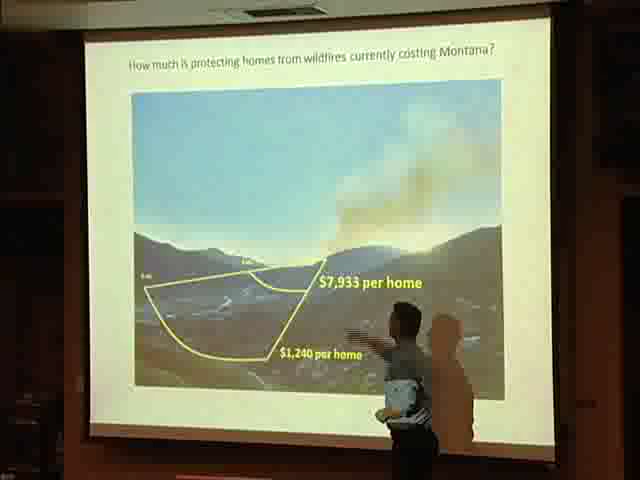 How much is protecting homes from wildfires currently costing Montana?
$7,933 per home
$1,240 per home